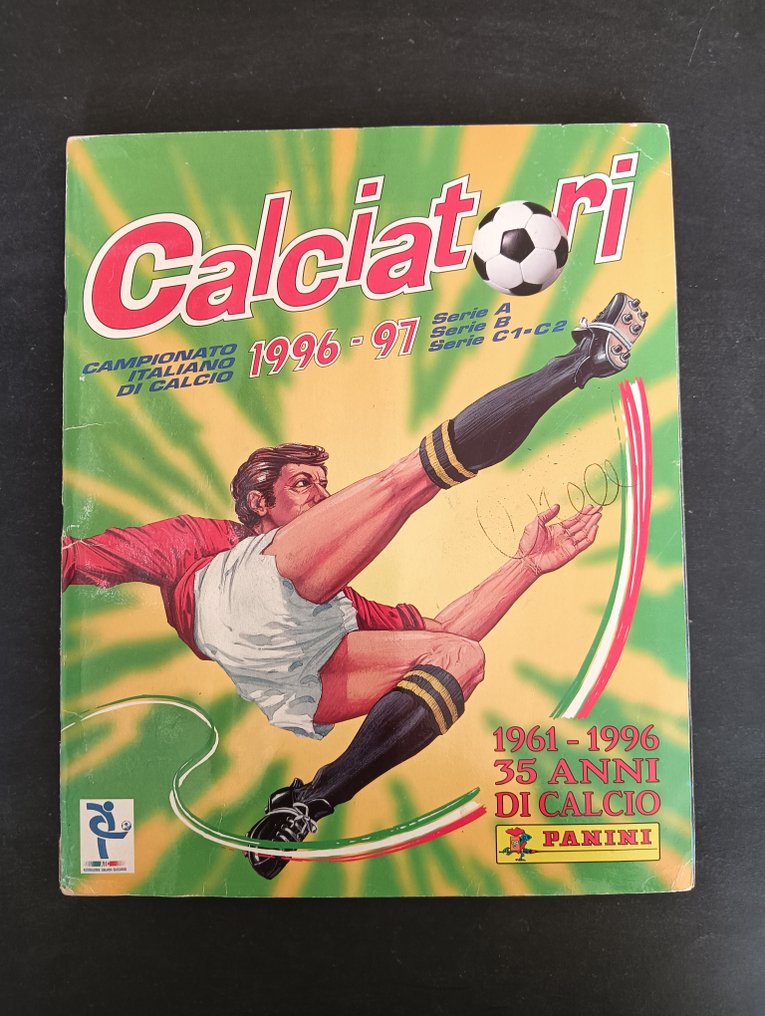 Calciatori
CAMPIONATO
ITALIANO
DI CALCIO
1996-97
Serie A
Serie B
Serie C1-C2
1961-1996
35 ANNI
DI CALCIO
PANINI